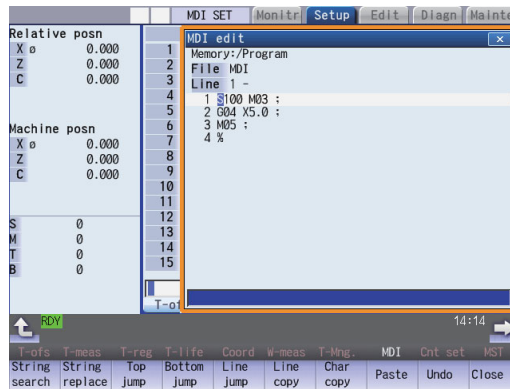 MDI SET Monitr Setup Edit Diagn Mainte
Relative posn
X ø 0.000
Z 0.000
C 0.000
Machine posn
X ø 0.000
Z 0.000
C 0.000
S 0
M 0
T 0
B 0
1
2
3
4
5
6
7
8
9
10
11
12
13
14
15
T-of
MDI edit
Memory:/Program
File MDI
Line 1 -
1 S100 M03 ;
2 G04 X5.0 ;
3 M05 ;
4 %
RDY 14:14
T-ofs T-meas T-reg T-life Coord W-meas T-Mng. MDI Cnt set MST
String search String replace Top jump Bottom jump Line jump Line copy Char copy Paste Undo Close